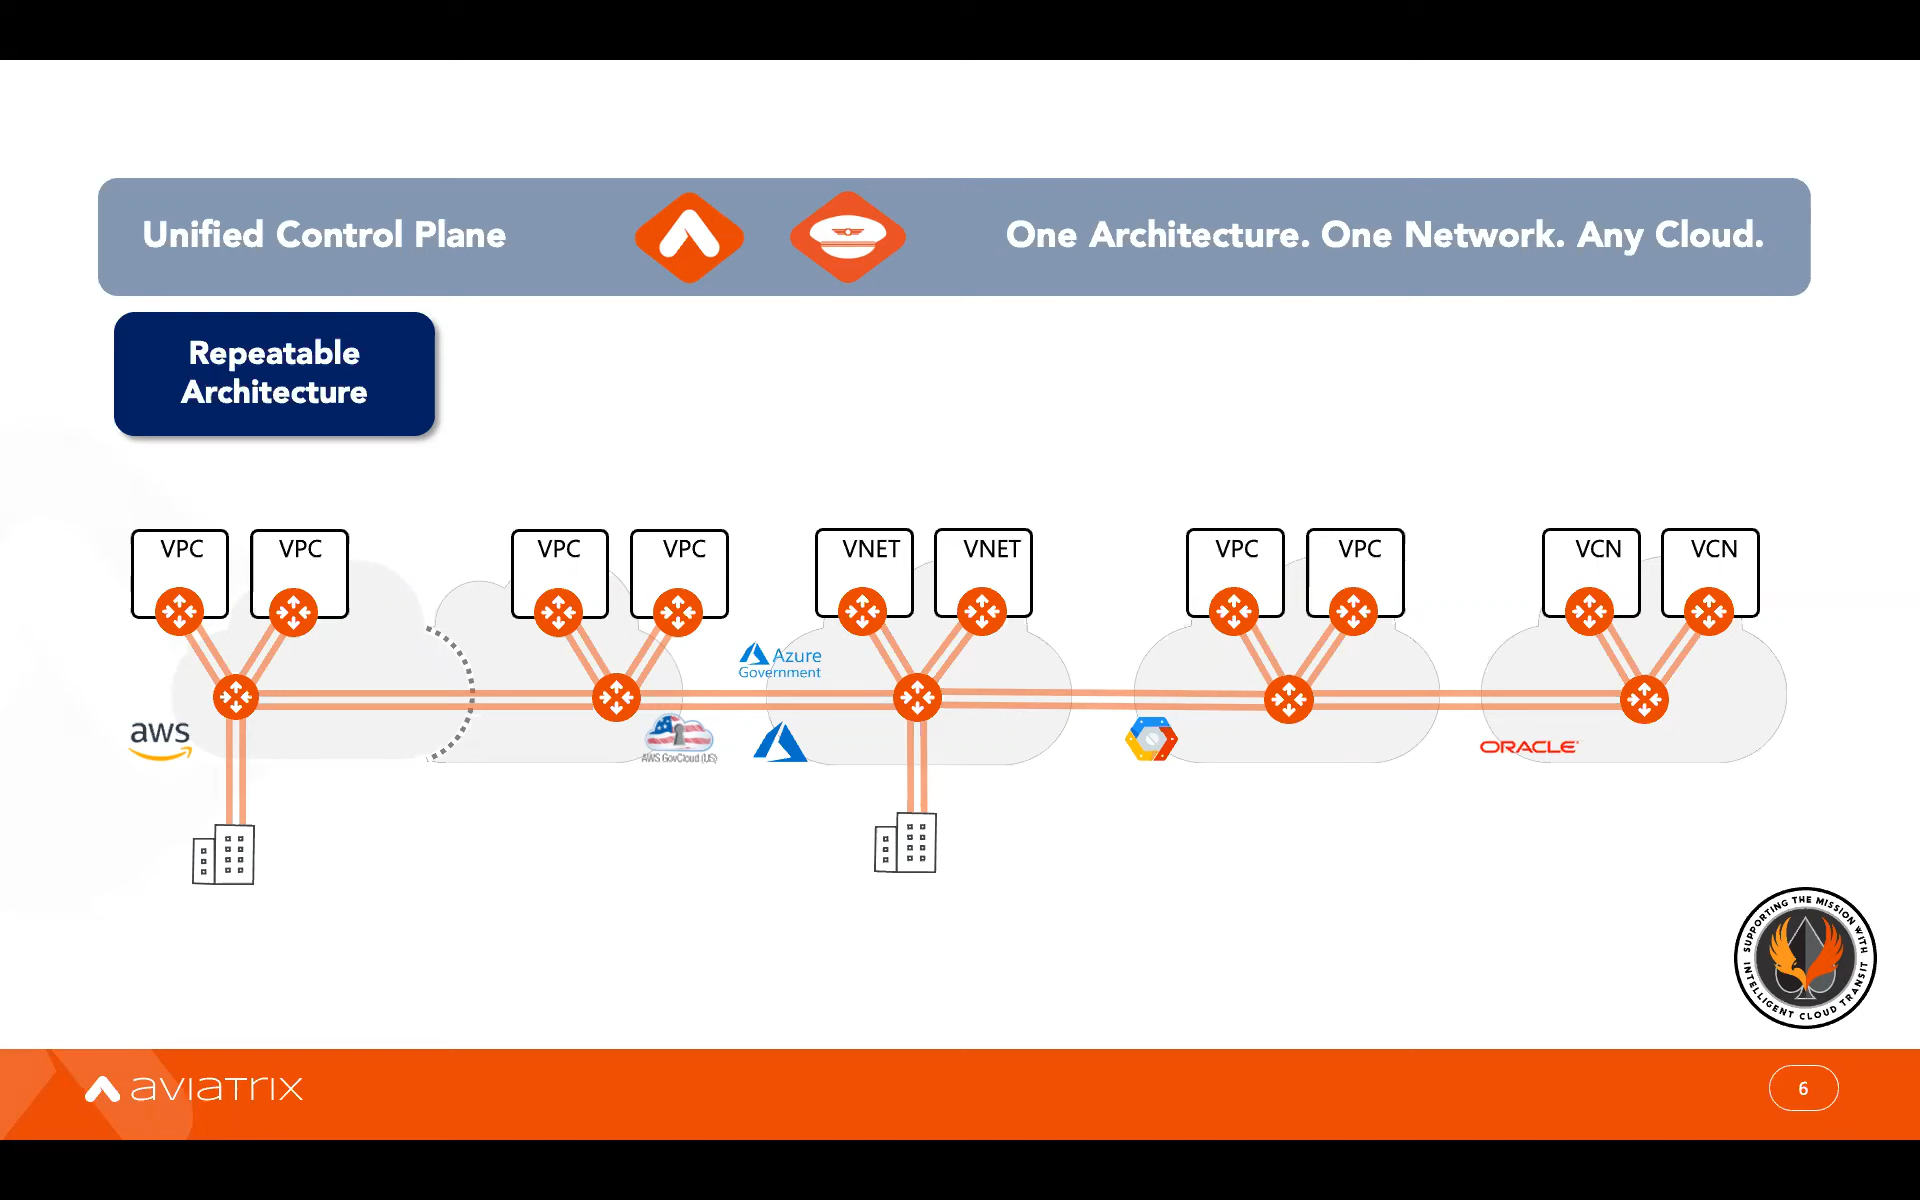 Unified Control Plane
One Architecture. One Network. Any Cloud.
Repeatable
Architecture
VPC VPC VPC VPC VNET VNET VPC VPC VCN VCN
Azure
Government
aws
AWS GovCloud (US)
ORACLE
SUPPORTING THE MISSION WITH
INTELLIGENT CLOUD TRANSIT
AVIATRIX
6